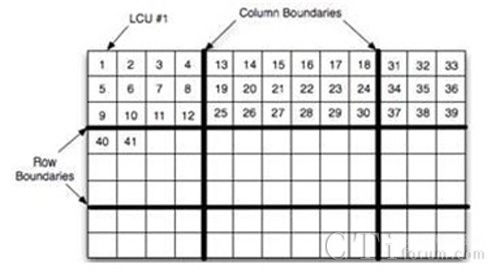 LCU #1
Column Boundaries
1 2 3 4 13 14 15 16 17 18 31 32 33
5 6 7 8 19 20 21 22 23 24 34 35 36
9 10 11 12 25 26 27 28 29 30 37 38 39
40 41
Row
Boundaries
CTiforum.com